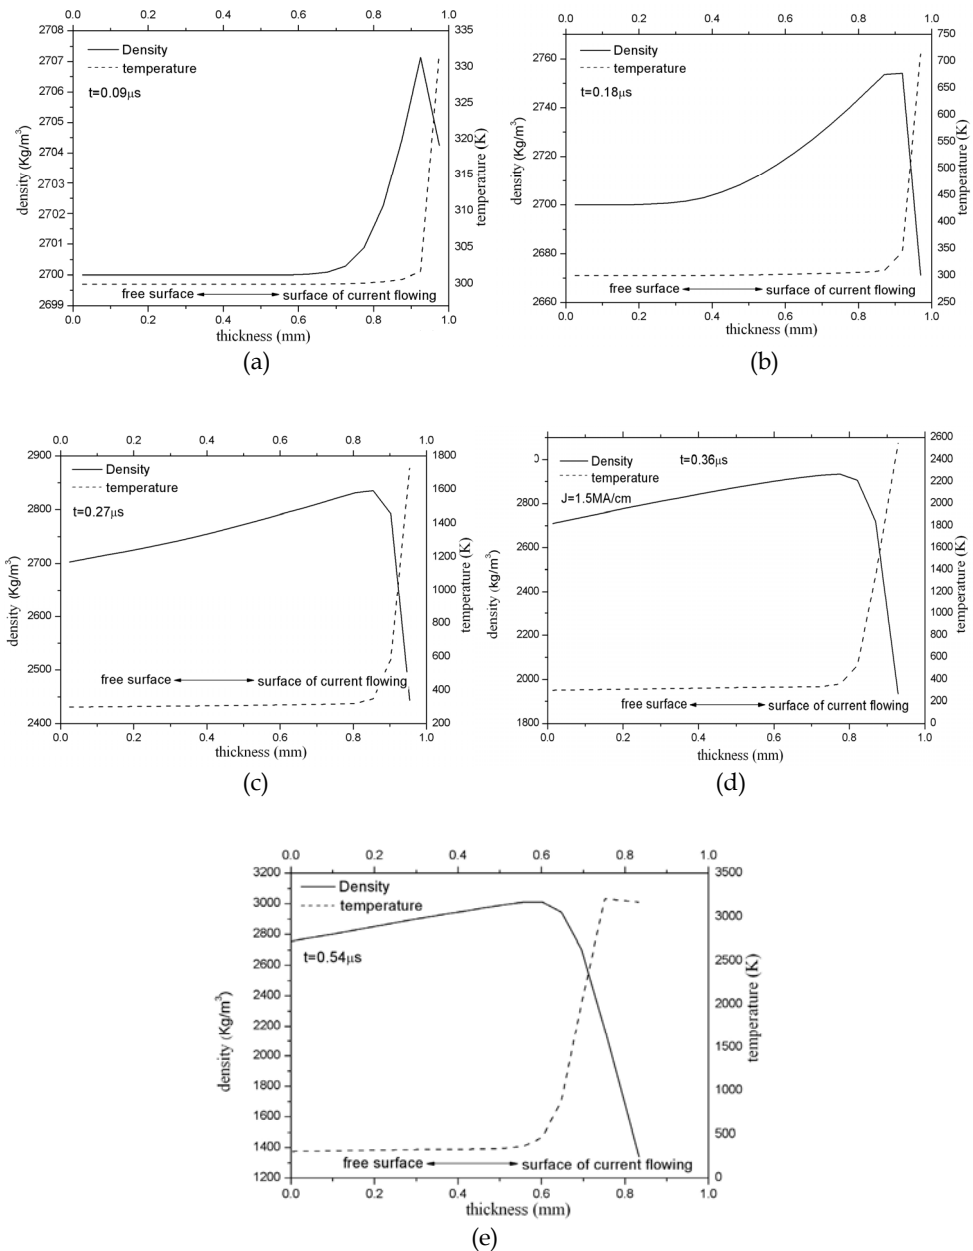 0.0 0.2 0.4 0.6 0.8 1.0
2708 2707 2706 2705 2704 2703 2702 2701 2700 2699
density (Kg/m³)
Density
temperature
t=0.09μs
335 330 325 320 315 310 305 300
temperature (K)
free surface surface of current flowing
0.0 0.2 0.4 0.6 0.8 1.0
thickness (mm)
(a)
0.0 0.2 0.4 0.6 0.8 1.0
2760 2740 2720 2700 2680 2660
density (Kg/m³)
Density
temperature
t=0.18μs
750 700 650 600 550 500 450 400 350 300 250
temperature (K)
free surface surface of current flowing
0.0 0.2 0.4 0.6 0.8 1.0
thickness (mm)
(b)
0.0 0.2 0.4 0.6 0.8 1.0
2900 2800 2700 2600 2500 2400
density (Kg/m³)
Density
temperature
t=0.27μs
1800 1600 1400 1200 1000 800 600 400 200
temperature (K)
free surface surface of current flowing
0.0 0.2 0.4 0.6 0.8 1.0
thickness (mm)
(c)
0.0 0.2 0.4 0.6 0.8 1.0
2800 2600 2400 2200 2000 1800
density (kg/m³)
Density
temperature
t=0.36μs
J=1.5MA/cm
2600 2400 2200 2000 1800 1600 1400 1200 1000 800 600 400 200 0
temperature (K)
free surface surface of current flowing
0.0 0.2 0.4 0.6 0.8 1.0
thickness (mm)
(d)
0.0 0.2 0.4 0.6 0.8 1.0
3200 3000 2800 2600 2400 2200 2000 1800 1600 1400 1200
density (Kg/m³)
Density
temperature
t=0.54μs
3500 3000 2500 2000 1500 1000 500 0
temperature (K)
free surface surface of current flowing
0.0 0.2 0.4 0.6 0.8 1.0
thickness (mm)
(e)